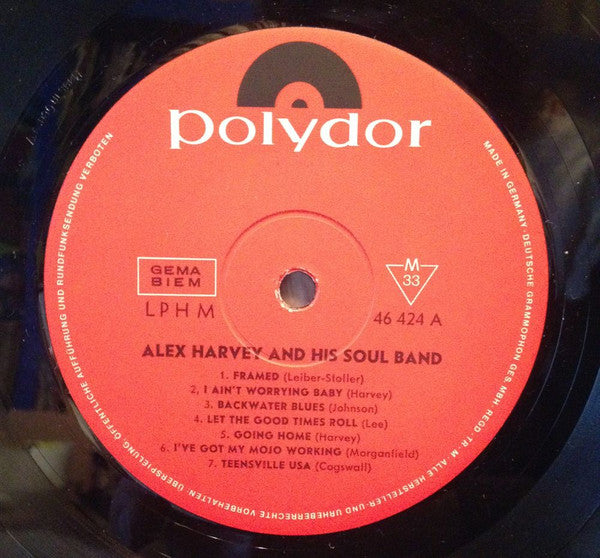 polydor
GEMA
BIEM
LPHM
M
33
46 424 A
ALEX HARVEY AND HIS SOUL BAND
1. FRAMED (Leiber-Stoller)
2. I AIN'T WORRYING BABY (Harvey)
3. BACKWATER BLUES (Johnson)
4. LET THE GOOD TIMES ROLL (Lee)
5. GOING HOME (Harvey)
6. I'VE GOT MY MOJO WORKING (Morganfield)
7. TEENSVILLE USA (Cogswall)
MADE IN GERMANY · DEUTSCHE GRAMMOPHON GES. MBH. · REGD. TR. M. ALLE HERSTELLER- UND URHEBERRECHTE VORBEHALTEN · ÜBERSPIELUNG ÖFFENTLICHE AUFFÜHRUNG UND RUNDFUNKSENDUNG VERBOTEN